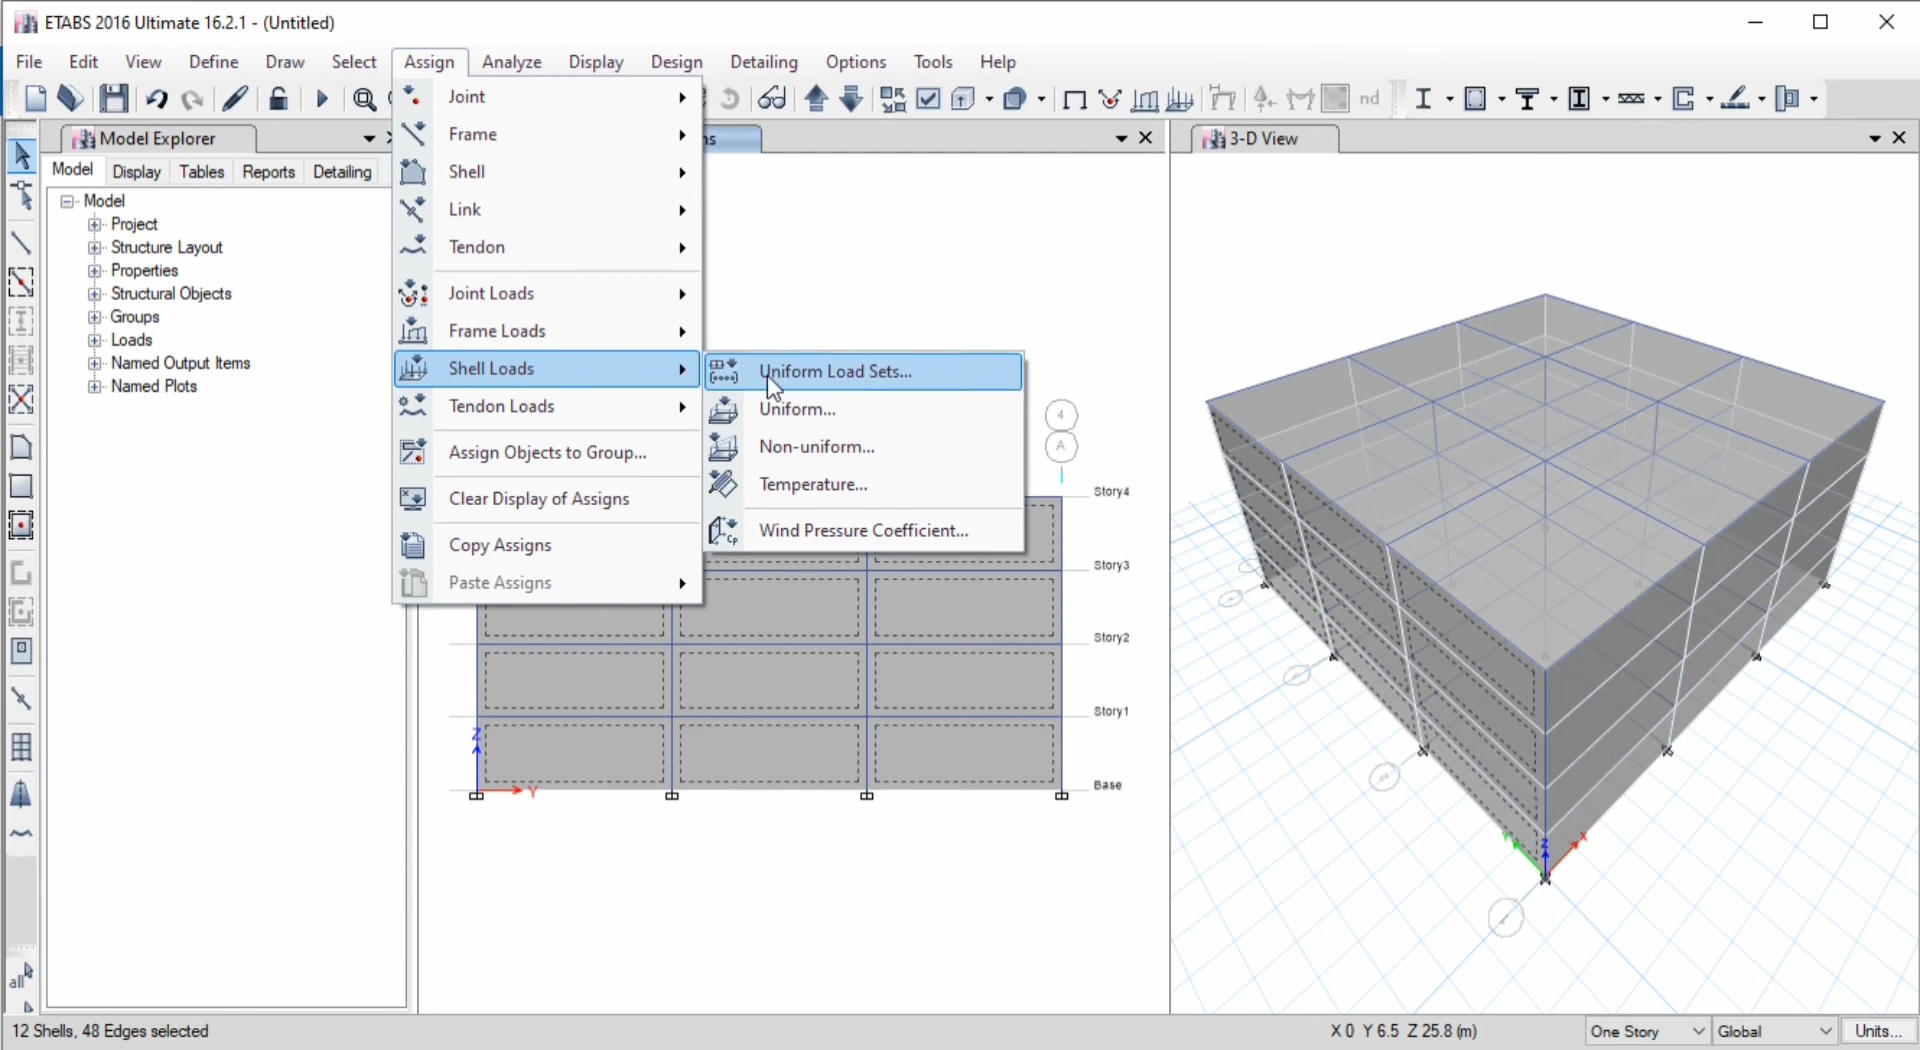 ETABS 2016 Ultimate 16.2.1 - (Untitled)
File Edit View Define Draw Select Assign Analyze Display Design Detailing Options Tools Help
nd
Model Explorer
Model Display Tables Reports Detailing
Model
Project
Structure Layout
Properties
Structural Objects
Groups
Loads
Named Output Items
Named Plots
Joint
Frame
Shell
Link
Tendon
Joint Loads
Frame Loads
Shell Loads
Tendon Loads
Assign Objects to Group...
Clear Display of Assigns
Copy Assigns
Paste Assigns
Uniform Load Sets...
Uniform...
Non-uniform...
Temperature...
Wind Pressure Coefficient...
ns
4
A
Story4
Story3
Story2
Story1
Base
Z
Y
3-D View
Z
X
all
12 Shells, 48 Edges selected
X 0 Y 6.5 Z 25.8 (m)
One Story
Global
Units...